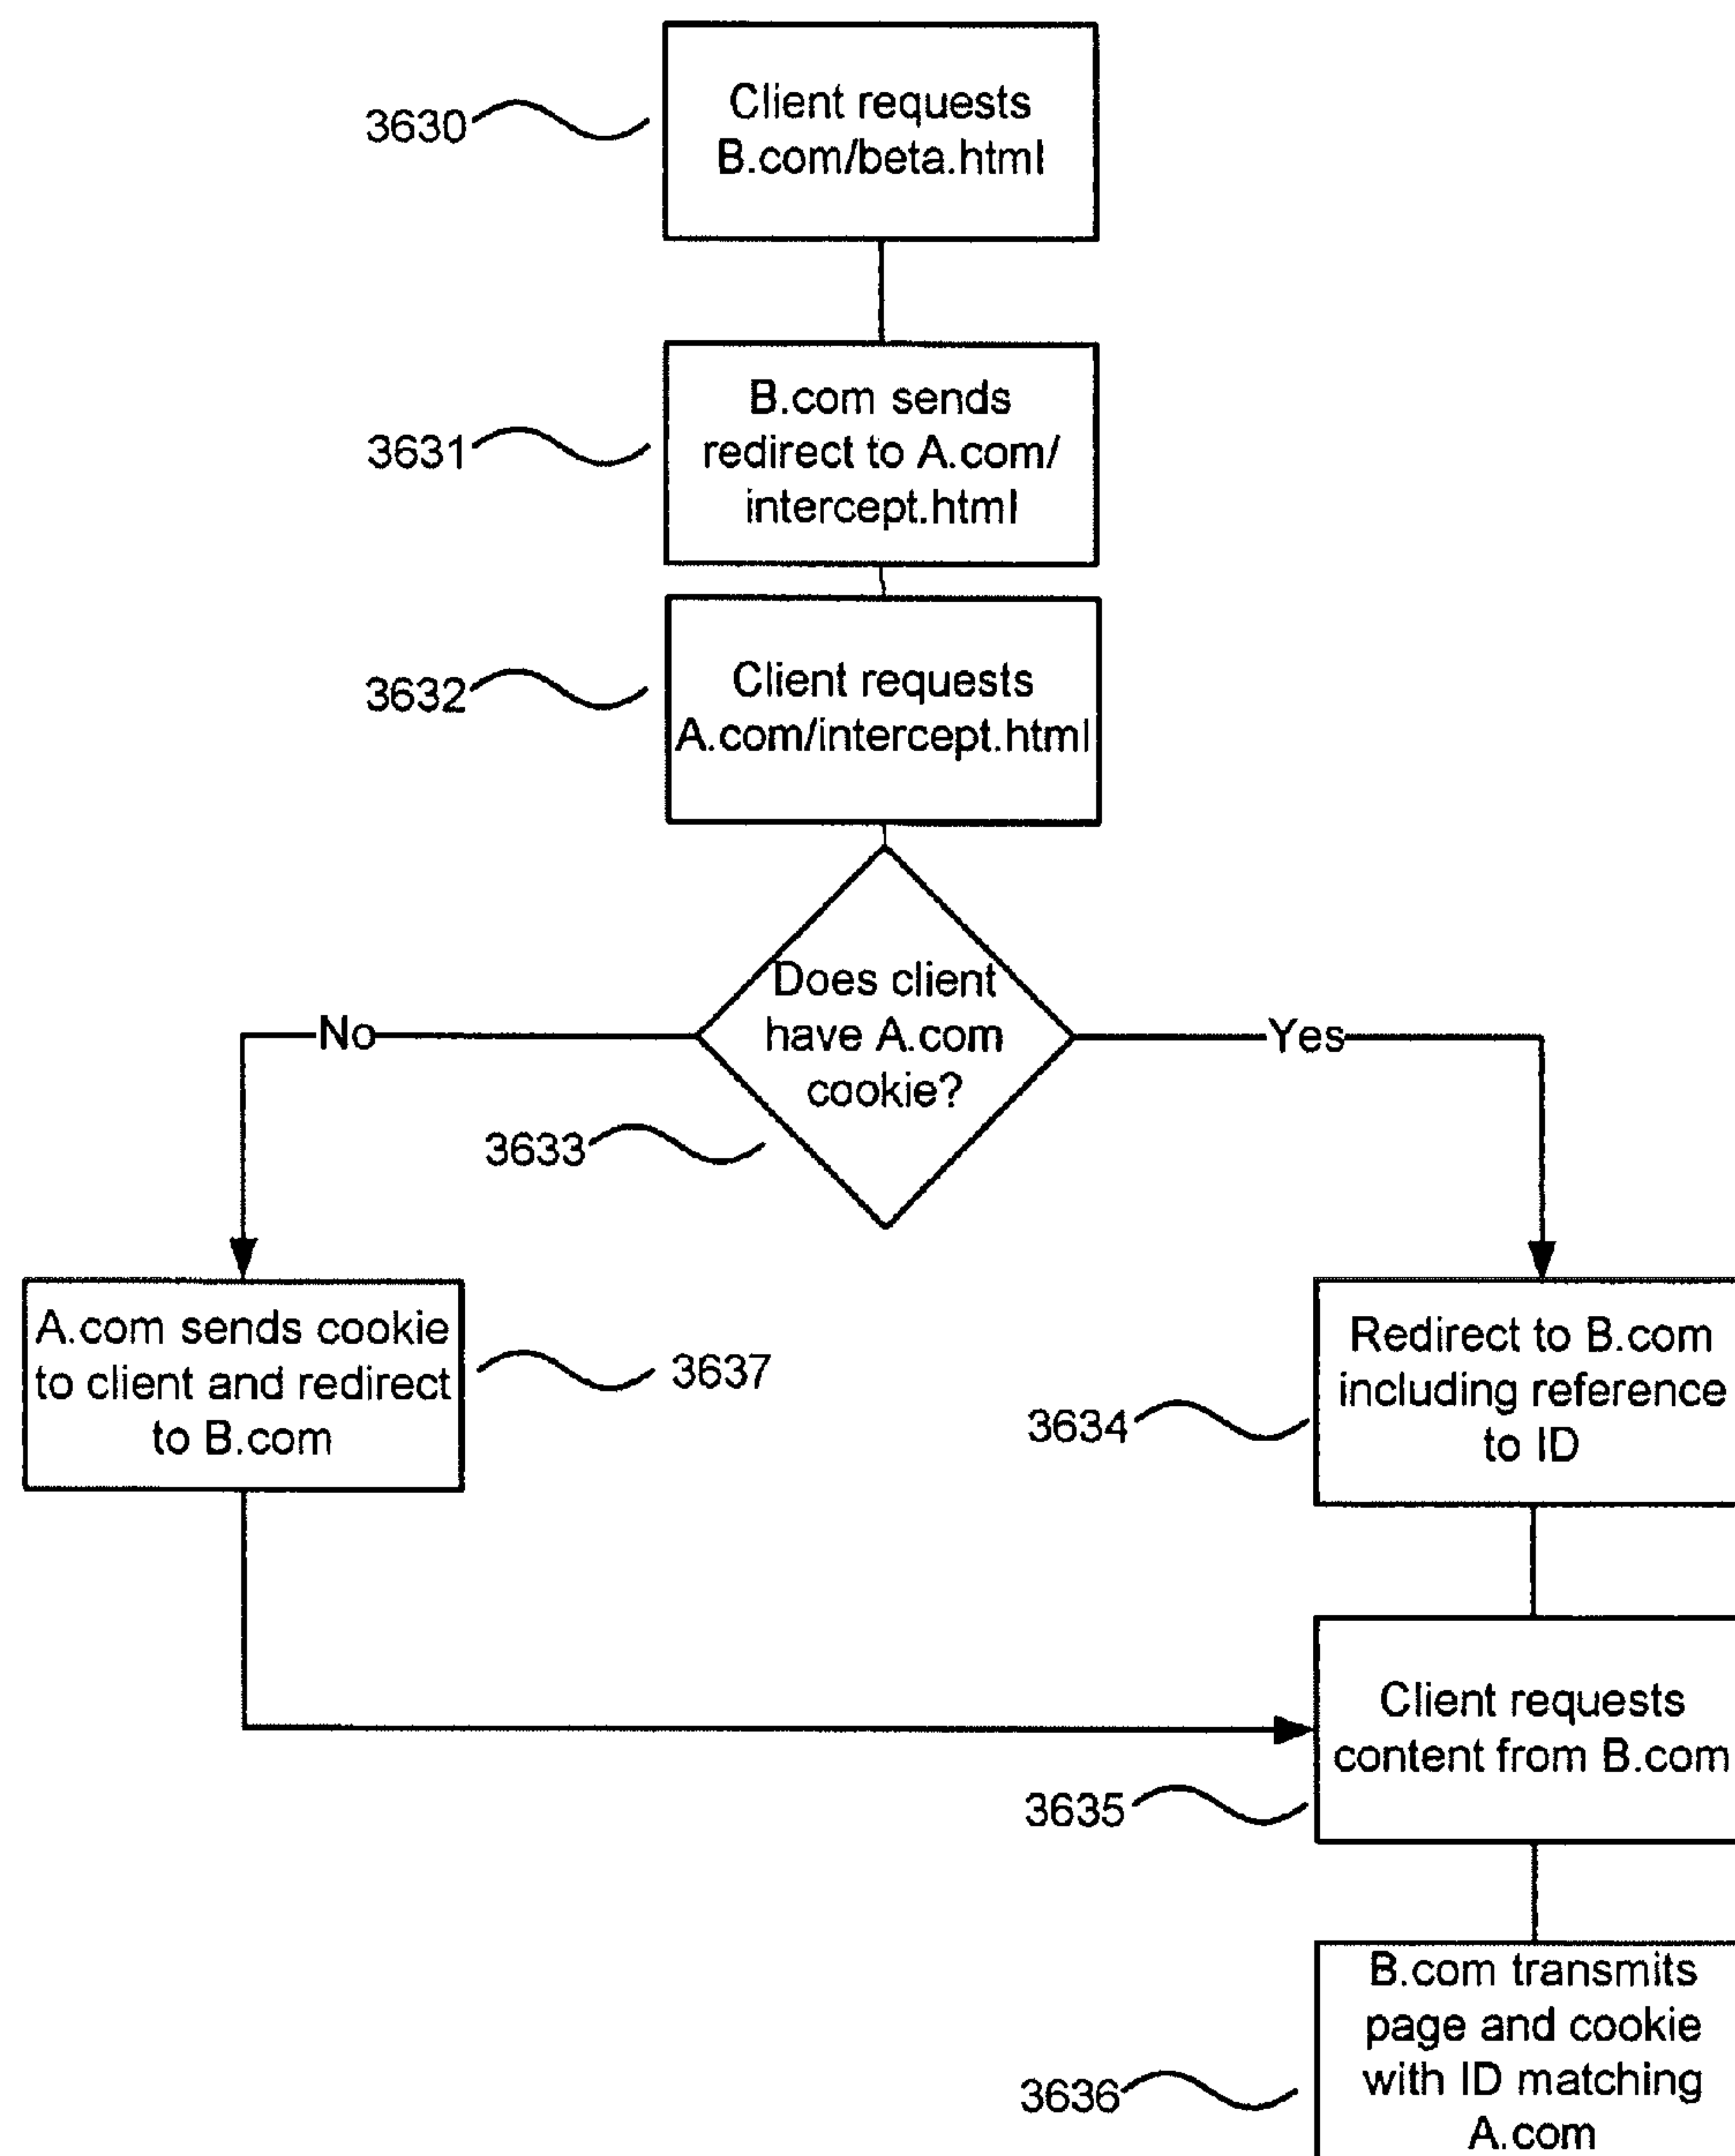 3630
Client requests
B.com/beta.html
3631
B.com sends
redirect to A.com/
intercept.html
3632
Client requests
A.com/intercept.html
Does client
have A.com
cookie?
No
Yes
3633
A.com sends cookie
to client and redirect
to B.com
3637
Redirect to B.com
including reference
to ID
3634
Client requests
content from B.com
3635
B.com transmits
page and cookie
with ID matching
A.com
3636